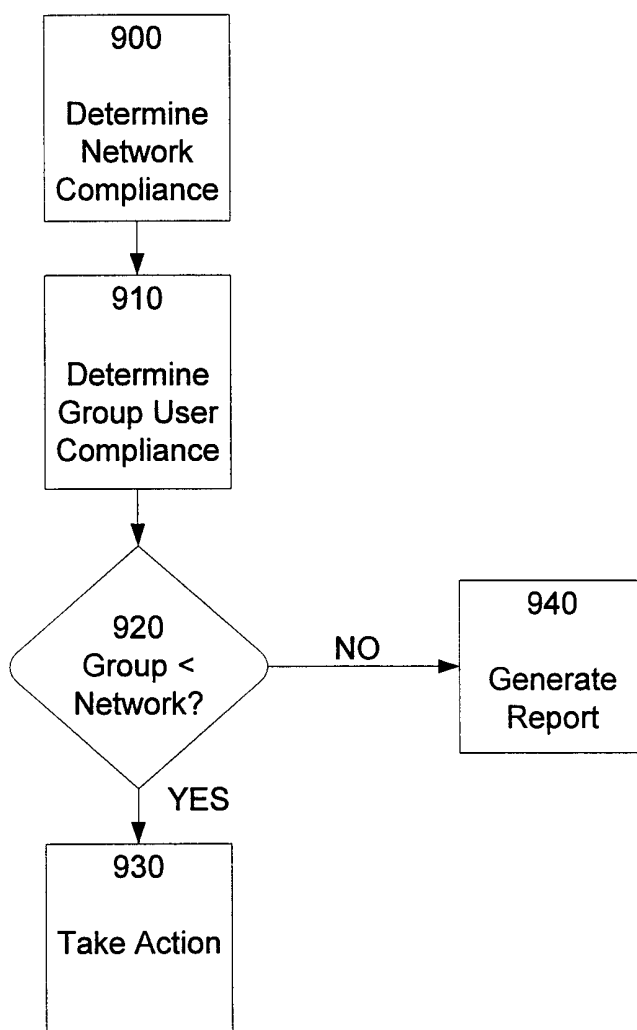 900
Determine
Network
Compliance
910
Determine
Group User
Compliance
920
Group <
Network?
NO
940
Generate
Report
YES
930
Take Action